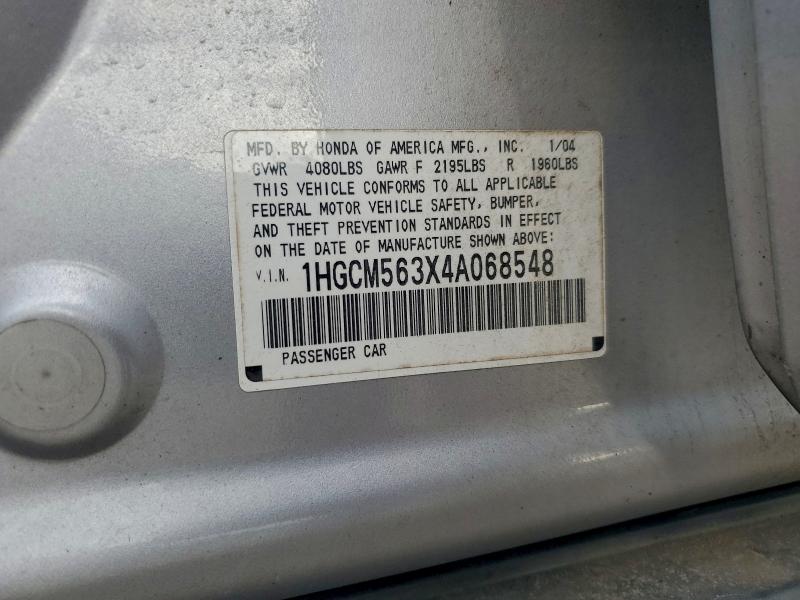 MFD. BY HONDA OF AMERICA MFG., INC. 1/04
GVWR 4080LBS GAWR F 2195LBS R 1960LBS
THIS VEHICLE CONFORMS TO ALL APPLICABLE
FEDERAL MOTOR VEHICLE SAFETY, BUMPER,
AND THEFT PREVENTION STANDARDS IN EFFECT
ON THE DATE OF MANUFACTURE SHOWN ABOVE:
V.I.N. 1HGCM563X4A068548
PASSENGER CAR